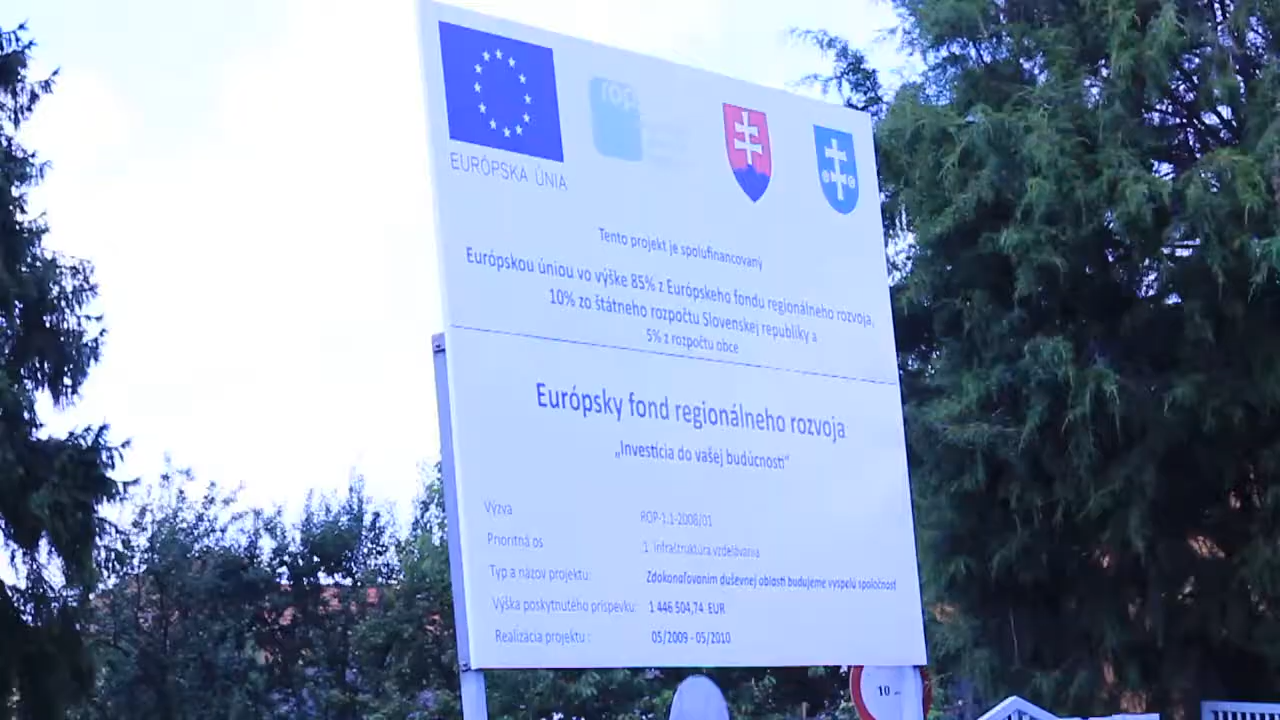 rop
EURÓPSKA ÚNIA
Tento projekt je spolufinancovaný
Európskou úniou vo výške 85% z Európskeho fondu regionálneho rozvoja,
10% zo štátneho rozpočtu Slovenskej republiky a
5% z rozpočtu obce
Európsky fond regionálneho rozvoja
„Investícia do vašej budúcnosti“
Výzva ROP-1.1-2008/01
Prioritná os 1 Infraštruktúra vzdelávania
Typ a názov projektu: Zdokonaľovaním duševnej oblasti budujeme vyspelú spoločnosť
Výška poskytnutého príspevku: 1 446 504,74 EUR
Realizácia projektu : 05/2009 - 05/2010
10